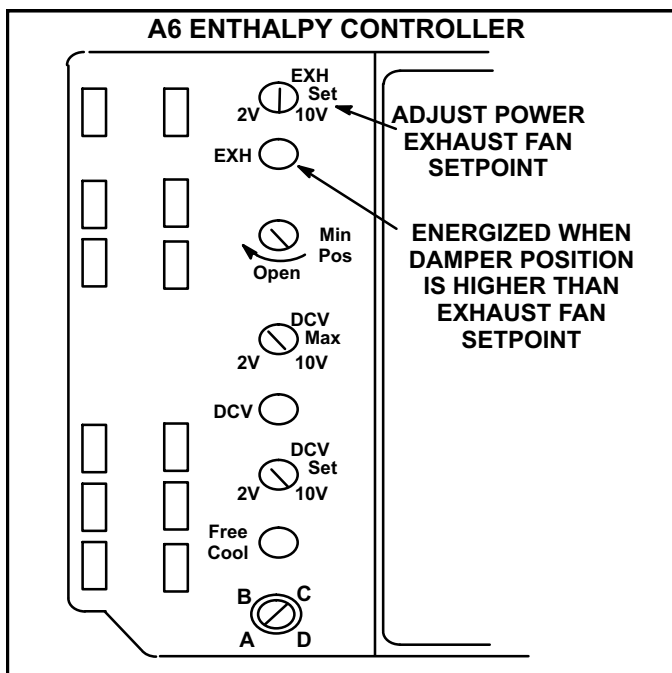 A6 ENTHALPY CONTROLLER
EXH
Set
2V 10V
ADJUST POWER
EXHAUST FAN
SETPOINT
EXH
Min
Pos
Open
ENERGIZED WHEN
DAMPER POSITION
IS HIGHER THAN
EXHAUST FAN
SETPOINT
DCV
Max
2V 10V
DCV
DCV
Set
2V 10V
Free
Cool
B C
A D